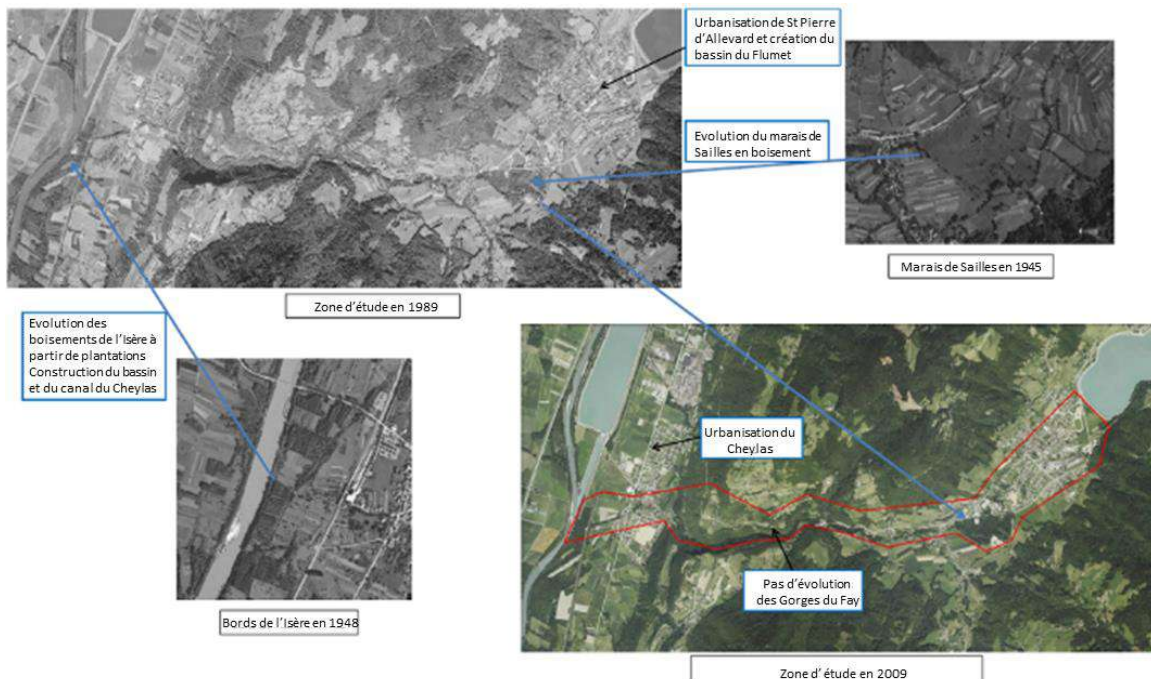 Urbanisation de St Pierre
d'Allevard et création du
bassin du Flumet
Evolution du marais de
Sailles en boisement
Marais de Sailles en 1945
Zone d'étude en 1989
Evolution des
boisements de l'Isère à
partir de plantations
Construction du bassin
et du canal du Cheylas
Urbanisation du
Cheylas
Pas d'évolution
des Gorges du Fay
Bords de l'Isère en 1948
Zone d' étude en 2009